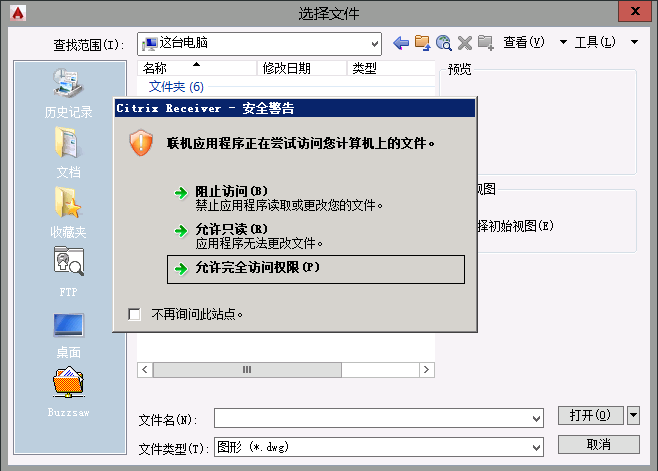 选择文件
查找范围(I):
这台电脑
查看(V)
工具(L)
名称
修改日期
类型
预览
文件夹 (6)
历史记录
文档
收藏夹
FTP
桌面
Buzzsaw
Citrix Receiver - 安全警告
联机应用程序正在尝试访问您计算机上的文件。
阻止访问(B)
禁止应用程序读取或更改您的文件。
允许只读(R)
应用程序无法更改文件。
允许完全访问权限(P)
不再询问此站点。
视图
择初始视图(E)
文件名(N):
打开(O)
文件类型(T):
图形 (*.dwg)
取消